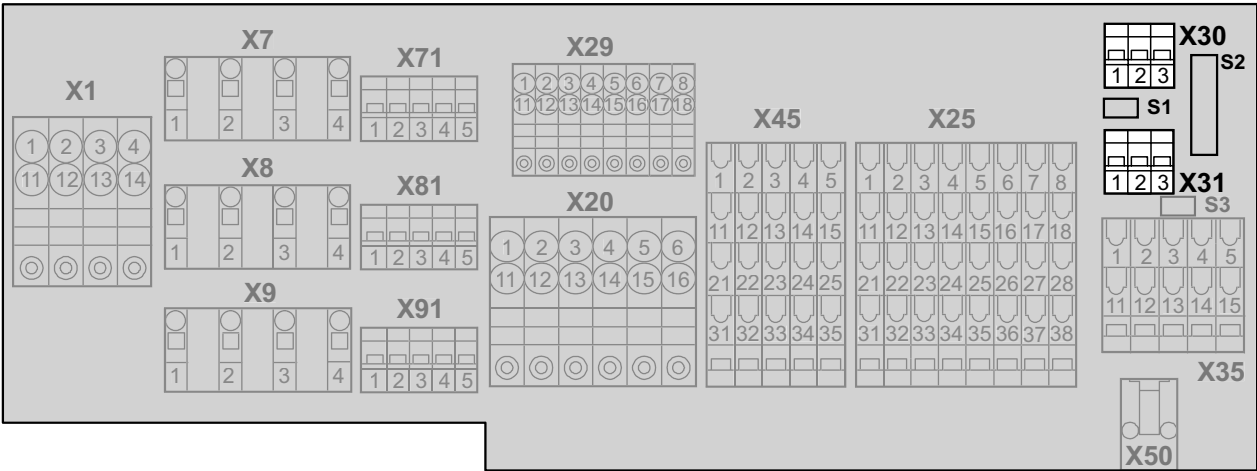 X1
1 2 3 4
11 12 13 14
X7
1 2 3 4
X8
1 2 3 4
X9
1 2 3 4
X71
1 2 3 4 5
X81
1 2 3 4 5
X91
1 2 3 4 5
X29
1 2 3 4 5 6 7 8
11 12 13 14 15 16 17 18
X20
1 2 3 4 5 6
11 12 13 14 15 16
X45
1 2 3 4 5
11 12 13 14 15
21 22 23 24 25
31 32 33 34 35
X25
1 2 3 4 5 6 7 8
11 12 13 14 15 16 17 18
21 22 23 24 25 26 27 28
31 32 33 34 35 36 37 38
X30
1 2 3
S2
S1
1 2 3
X31
S3
1 2 3 4 5
11 12 13 14 15
X35
X50